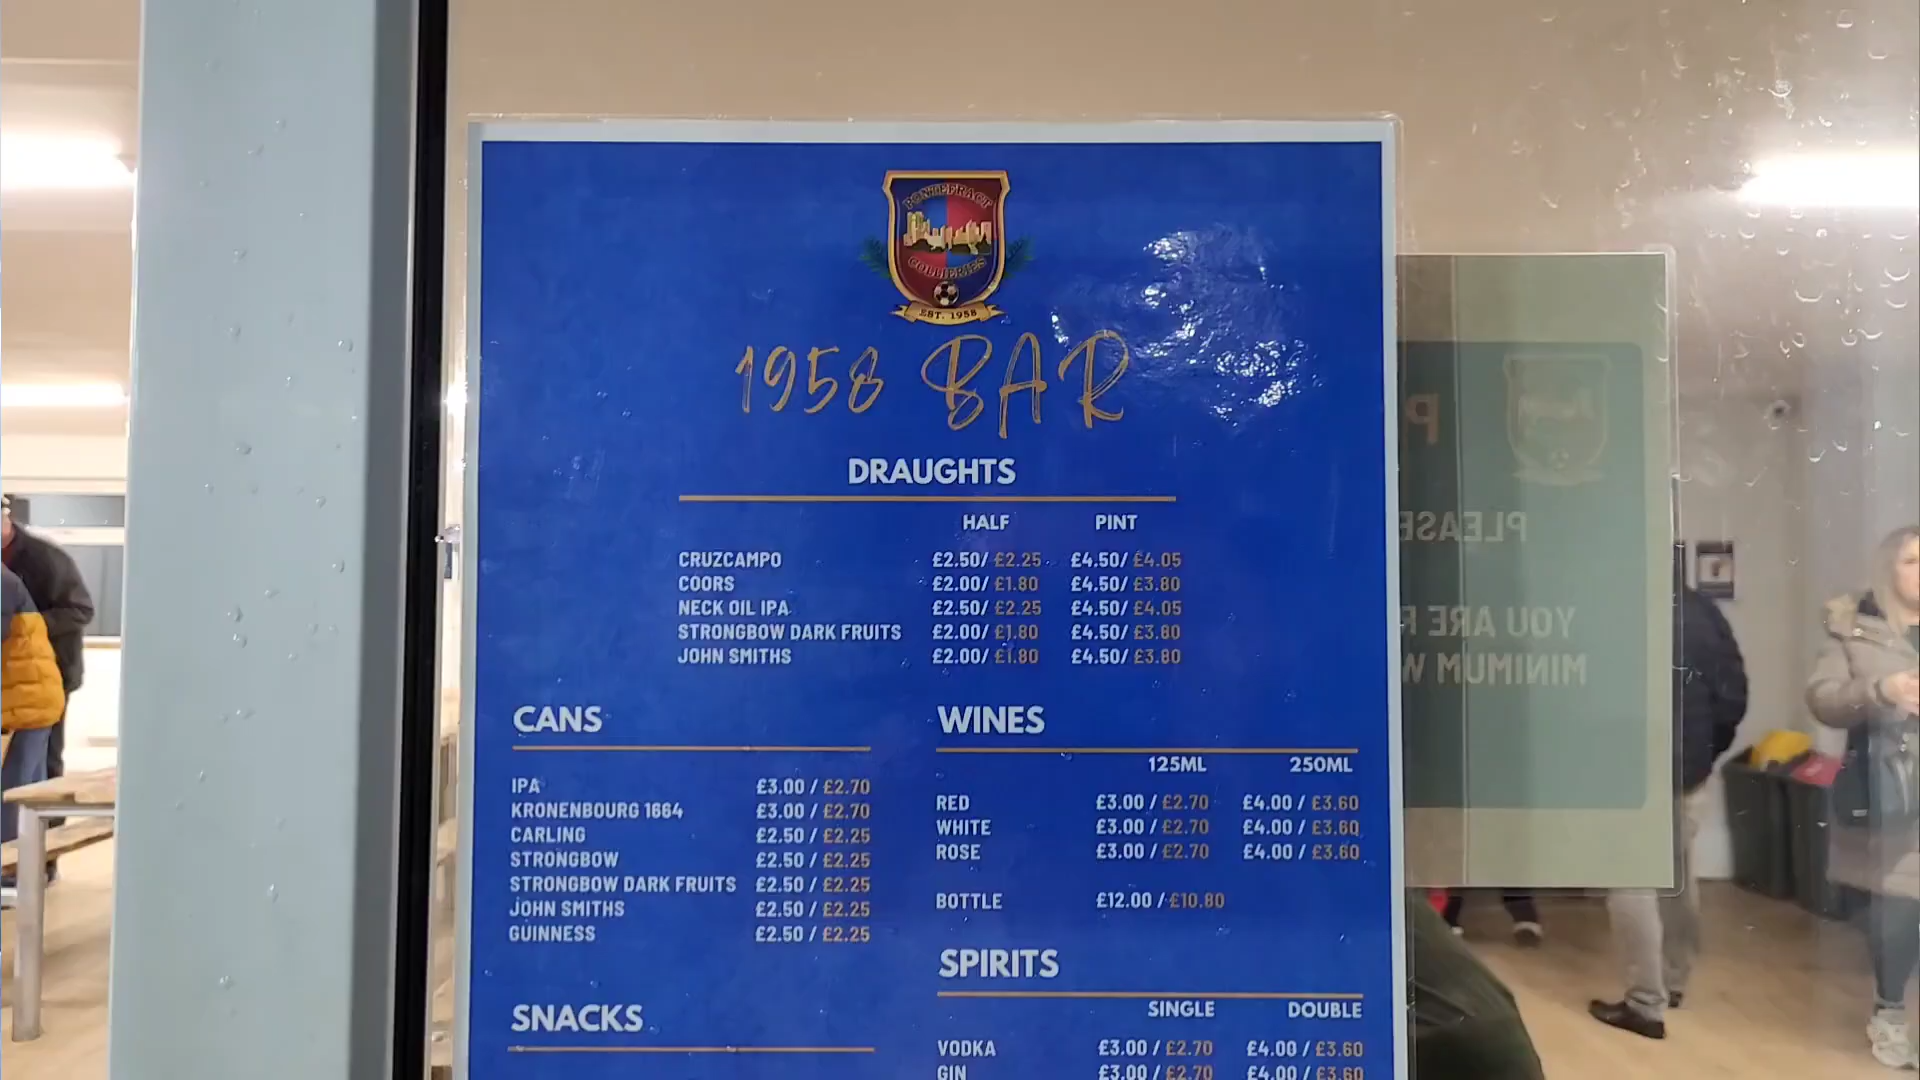 PONTEFRACT
COLLIERIES
EST. 1958
1958 BAR
DRAUGHTS
HALF PINT
CRUZCAMPO £2.50/ £2.25 £4.50/ £4.05
COORS £2.00/ £1.80 £4.50/ £3.80
NECK OIL IPA £2.50/ £2.25 £4.50/ £4.05
STRONGBOW DARK FRUITS £2.00/ £1.80 £4.50/ £3.80
JOHN SMITHS £2.00/ £1.80 £4.50/ £3.80
CANS
IPA £3.00 / £2.70
KRONENBOURG 1664 £3.00 / £2.70
CARLING £2.50 / £2.25
STRONGBOW £2.50 / £2.25
STRONGBOW DARK FRUITS £2.50 / £2.25
JOHN SMITHS £2.50 / £2.25
GUINNESS £2.50 / £2.25
SNACKS
WINES
125ML 250ML
RED £3.00 / £2.70 £4.00 / £3.60
WHITE £3.00 / £2.70 £4.00 / £3.60
ROSE £3.00 / £2.70 £4.00 / £3.60
BOTTLE £12.00 / £10.80
SPIRITS
SINGLE DOUBLE
VODKA £3.00 / £2.70 £4.00 / £3.60
GIN £3.00 / £2.70 £4.00 / £3.60
PLEASE
YOU ARE
MINIMUM